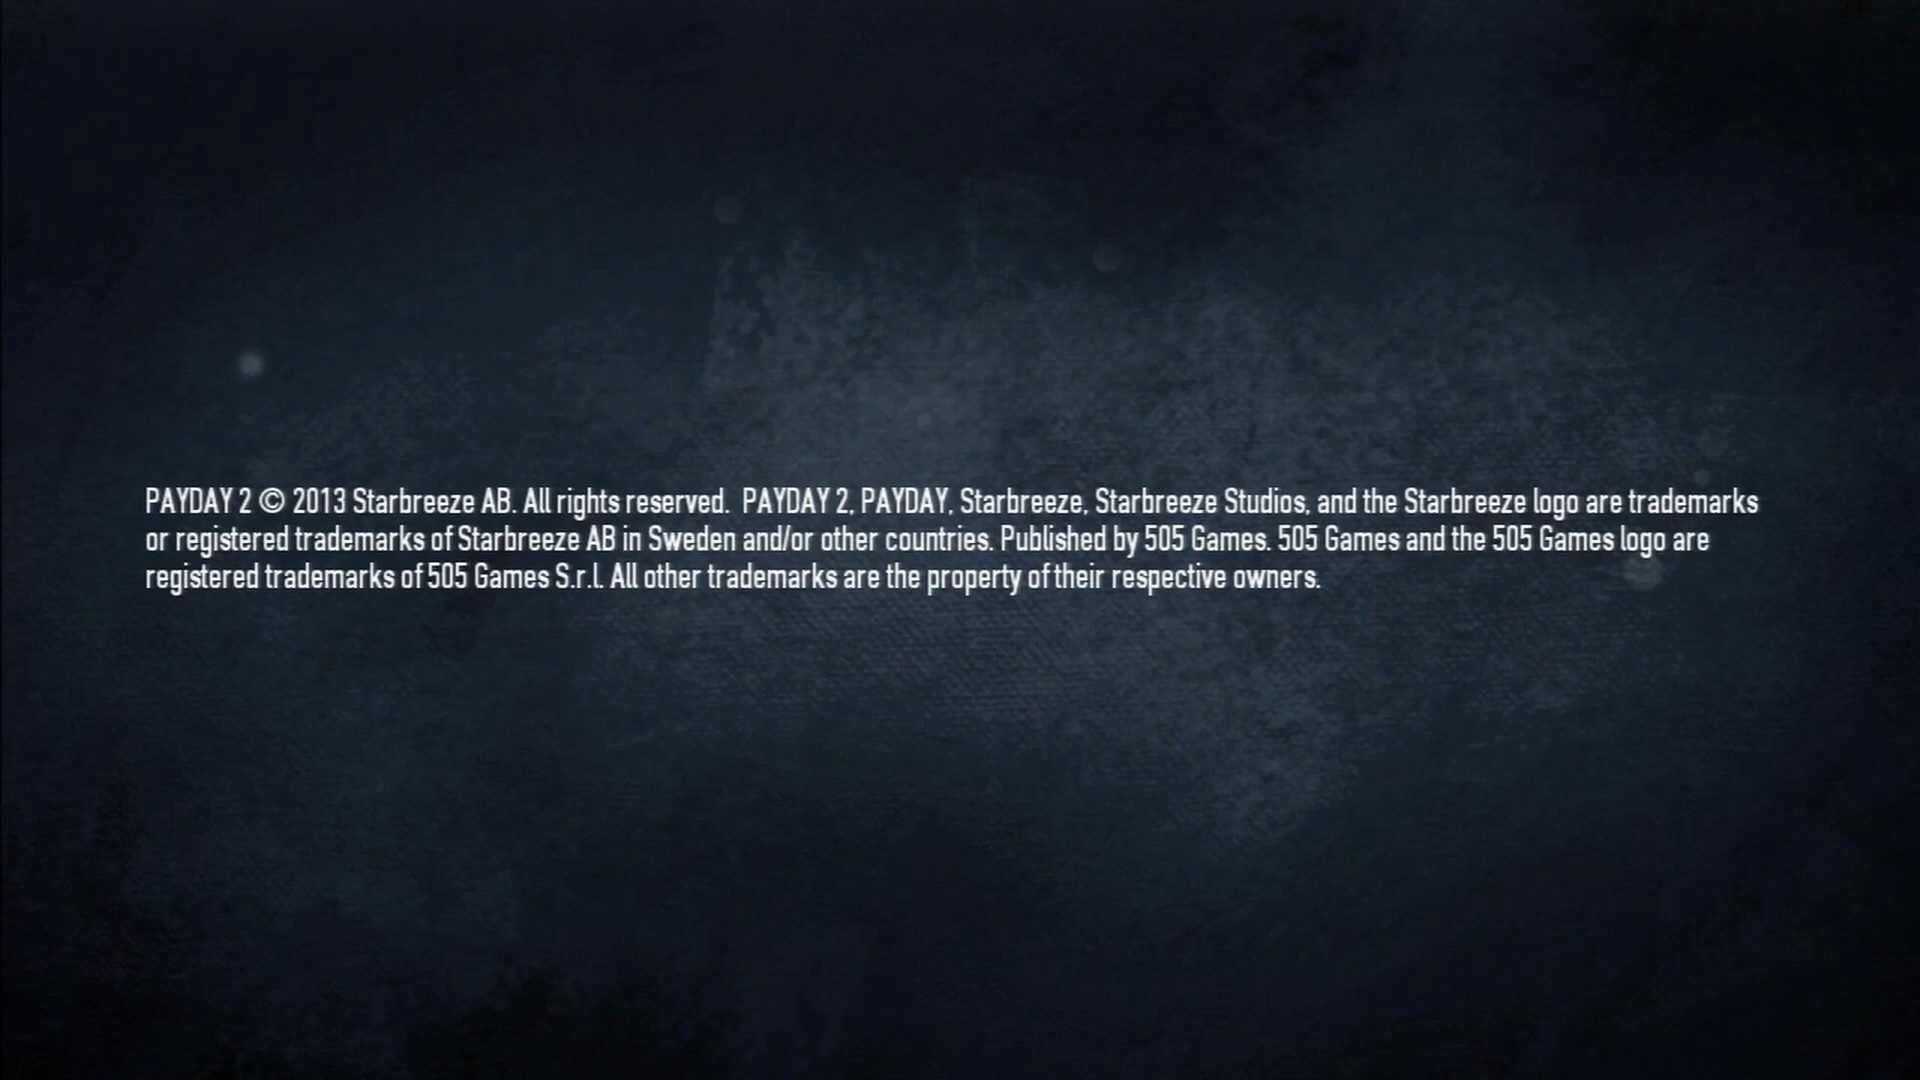 PAYDAY 2 © 2013 Starbreeze AB. All rights reserved.  PAYDAY 2, PAYDAY, Starbreeze, Starbreeze Studios, and the Starbreeze logo are trademarks
or registered trademarks of Starbreeze AB in Sweden and/or other countries. Published by 505 Games. 505 Games and the 505 Games logo are
registered trademarks of 505 Games S.r.l. All other trademarks are the property of their respective owners.